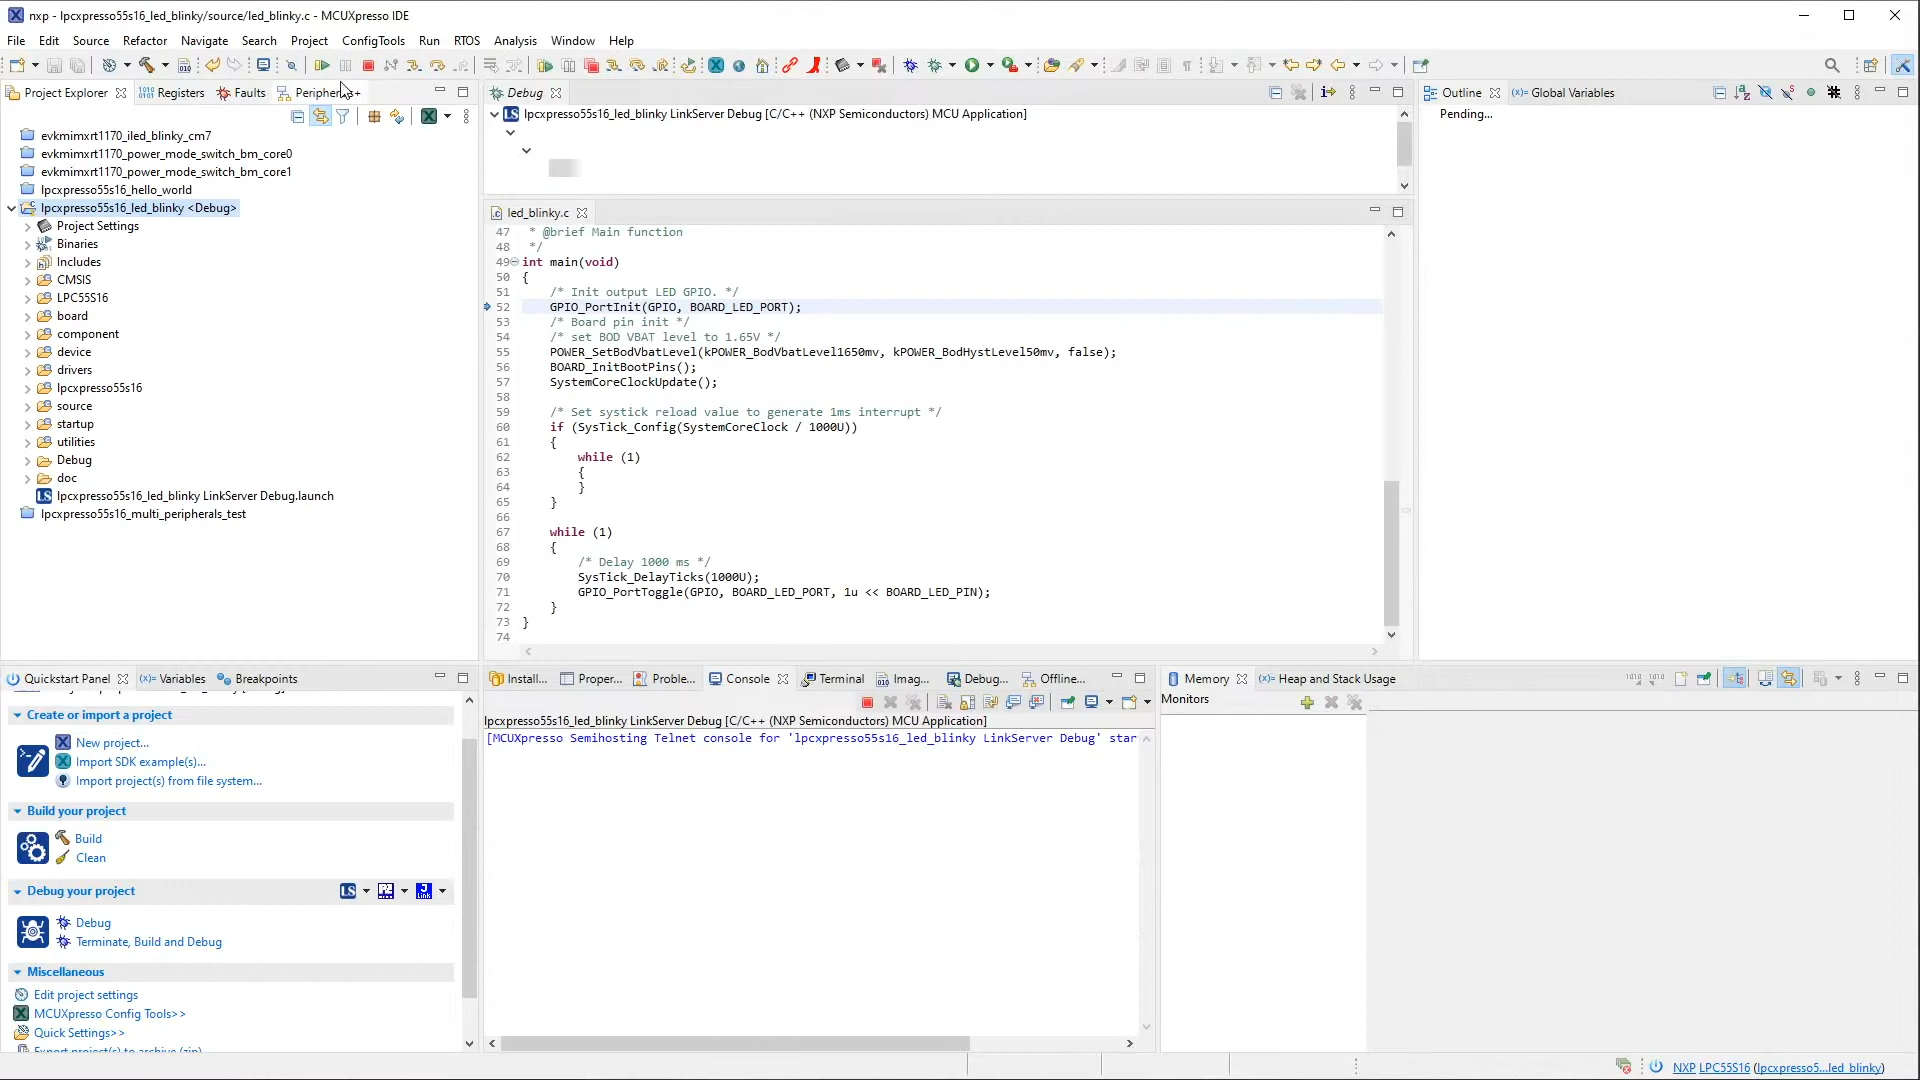 nxp - lpcxpresso55s16_led_blinky/source/led_blinky.c - MCUXpresso IDE
File Edit Source Refactor Navigate Search Project ConfigTools Run RTOS Analysis Window Help
Project Explorer Registers Faults
Debug
Outline (x)= Global Variables
lpcxpresso55s16_led_blinky LinkServer Debug [C/C++ (NXP Semiconductors) MCU Application]
Pending...
evkmimxrt1170_iled_blinky_cm7
evkmimxrt1170_power_mode_switch_bm_core0
evkmimxrt1170_power_mode_switch_bm_core1
lpcxpresso55s16_hello_world
lpcxpresso55s16_led_blinky <Debug>
Project Settings
Binaries
Includes
CMSIS
LPC55S16
board
component
device
drivers
lpcxpresso55s16
source
startup
utilities
Debug
doc
LS lpcxpresso55s16_led_blinky LinkServer Debug.launch
lpcxpresso55s16_multi_peripherals_test
led_blinky.c
47 * @brief Main function
48 */
49 int main(void)
50 {
51 /* Init output LED GPIO. */
52 GPIO_PortInit(GPIO, BOARD_LED_PORT);
53 /* Board pin init */
54 /* set BOD VBAT level to 1.65V */
55 POWER_SetBodVbatLevel(kPOWER_BodVbatLevel1650mv, kPOWER_BodHystLevel50mv, false);
56 BOARD_InitBootPins();
57 SystemCoreClockUpdate();
58
59 /* Set systick reload value to generate 1ms interrupt */
60 if (SysTick_Config(SystemCoreClock / 1000U))
61 {
62 while (1)
63 {
64 }
65 }
66
67 while (1)
68 {
69 /* Delay 1000 ms */
70 SysTick_DelayTicks(1000U);
71 GPIO_PortToggle(GPIO, BOARD_LED_PORT, 1u << BOARD_LED_PIN);
72 }
73 }
74
Quickstart Panel (x)= Variables Breakpoints
Create or import a project
New project...
Import SDK example(s)...
Import project(s) from file system...
Build your project
Build
Clean
Debug your project LS
Debug
Terminate, Build and Debug
Miscellaneous
Edit project settings
MCUXpresso Config Tools>>
Quick Settings>>
Export project(s) to archive (zip)
Install... Proper... Proble... Console Terminal Imag... Debug... Offline...
lpcxpresso55s16_led_blinky LinkServer Debug [C/C++ (NXP Semiconductors) MCU Application]
[MCUXpresso Semihosting Telnet console for 'lpcxpresso55s16_led_blinky LinkServer Debug' star
Memory (x)= Heap and Stack Usage
Monitors
NXP LPC55S16 (lpcxpresso5...led_blinky)